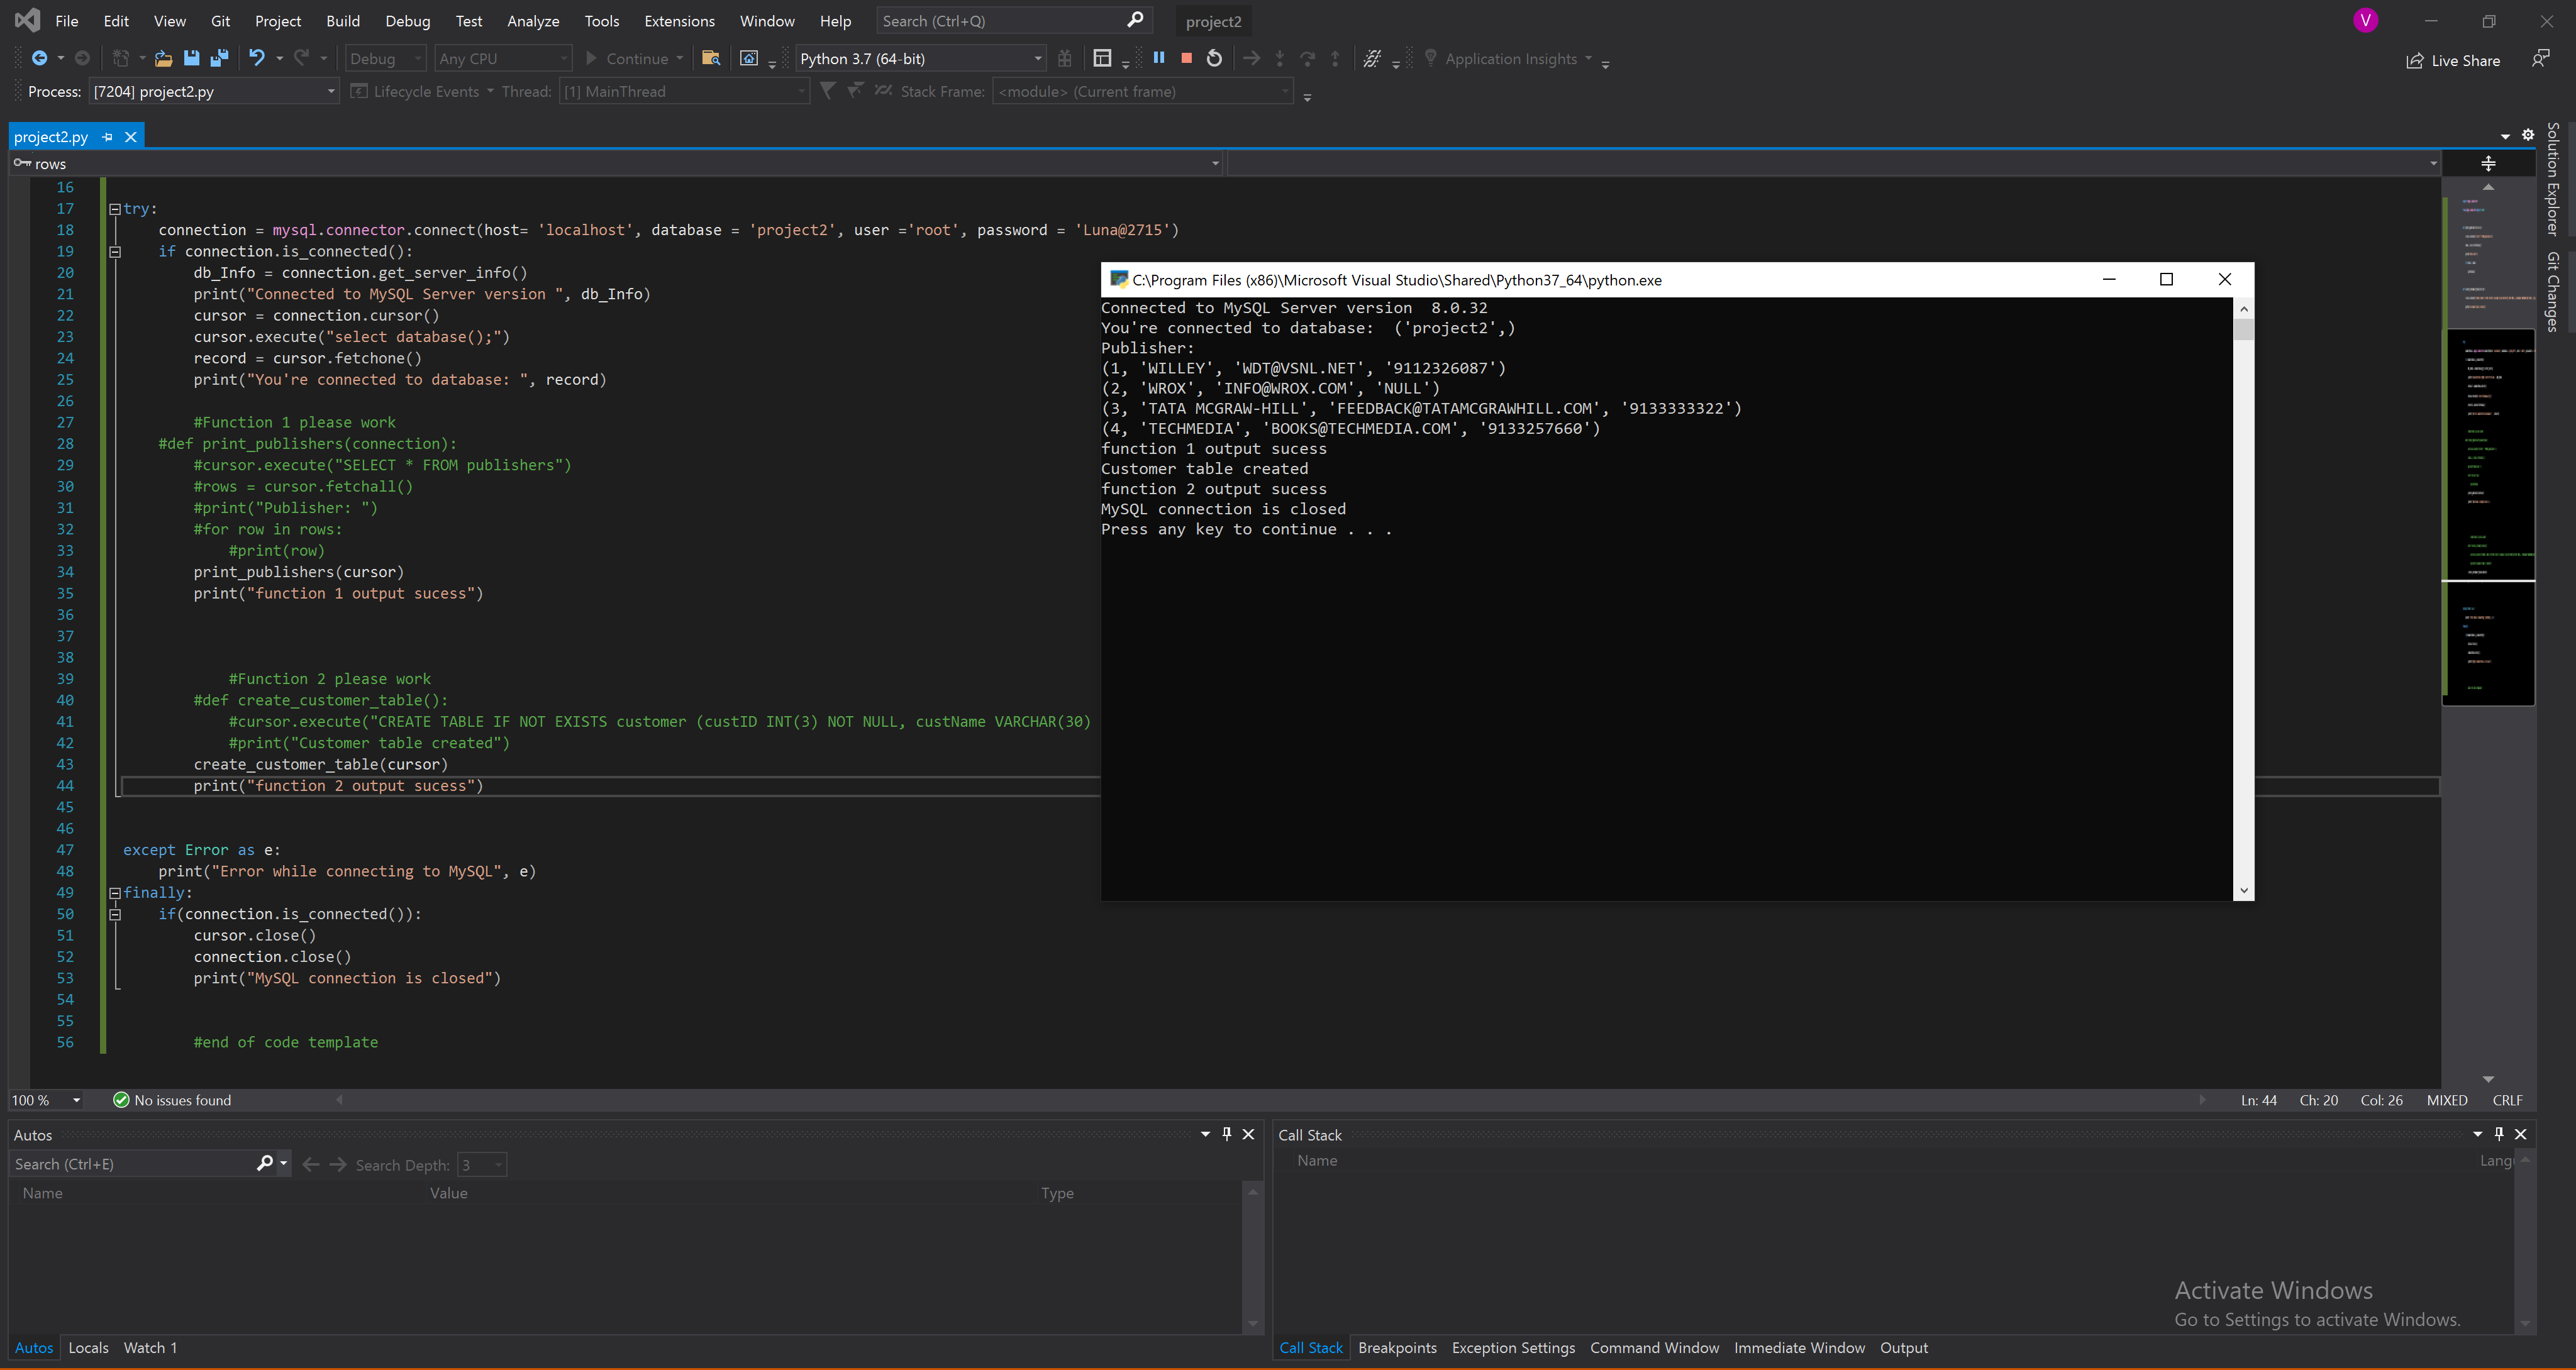 File Edit View Git Project Build Debug Test Analyze Tools Extensions Window Help Search (Ctrl+Q) project2 V
Debug Any CPU Continue Python 3.7 (64-bit) Application Insights Live Share
Process: [7204] project2.py Lifecycle Events Thread: [1] MainThread Stack Frame: <module> (Current frame)
project2.py
rows
16
17 try:
18 connection = mysql.connector.connect(host= 'localhost', database = 'project2', user ='root', password = 'Luna@2715')
19 if connection.is_connected():
20 db_Info = connection.get_server_info()
21 print("Connected to MySQL Server version ", db_Info)
22 cursor = connection.cursor()
23 cursor.execute("select database();")
24 record = cursor.fetchone()
25 print("You're connected to database: ", record)
26
27 #Function 1 please work
28 #def print_publishers(connection):
29 #cursor.execute("SELECT * FROM publishers")
30 #rows = cursor.fetchall()
31 #print("Publisher: ")
32 #for row in rows:
33 #print(row)
34 print_publishers(cursor)
35 print("function 1 output sucess")
36
37
38
39 #Function 2 please work
40 #def create_customer_table():
41 #cursor.execute("CREATE TABLE IF NOT EXISTS customer (custID INT(3) NOT NULL, custName VARCHAR(30)
42 #print("Customer table created")
43 create_customer_table(cursor)
44 print("function 2 output sucess")
45
46
47 except Error as e:
48 print("Error while connecting to MySQL", e)
49 finally:
50 if(connection.is_connected()):
51 cursor.close()
52 connection.close()
53 print("MySQL connection is closed")
54
55
56 #end of code template
C:\Program Files (x86)\Microsoft Visual Studio\Shared\Python37_64\python.exe
Connected to MySQL Server version  8.0.32
You're connected to database:  ('project2',)
Publisher:
(1, 'WILLEY', 'WDT@VSNL.NET', '9112326087')
(2, 'WROX', 'INFO@WROX.COM', 'NULL')
(3, 'TATA MCGRAW-HILL', 'FEEDBACK@TATAMCGRAWHILL.COM', '9133333322')
(4, 'TECHMEDIA', 'BOOKS@TECHMEDIA.COM', '9133257660')
function 1 output sucess
Customer table created
function 2 output sucess
MySQL connection is closed
Press any key to continue . . .
Solution Explorer
Git Changes
100 % No issues found Ln: 44 Ch: 20 Col: 26 MIXED CRLF
Autos
Search (Ctrl+E) Search Depth: 3
Name Value Type
Autos Locals Watch 1
Call Stack
Name Lang
Activate Windows
Go to Settings to activate Windows.
Call Stack Breakpoints Exception Settings Command Window Immediate Window Output